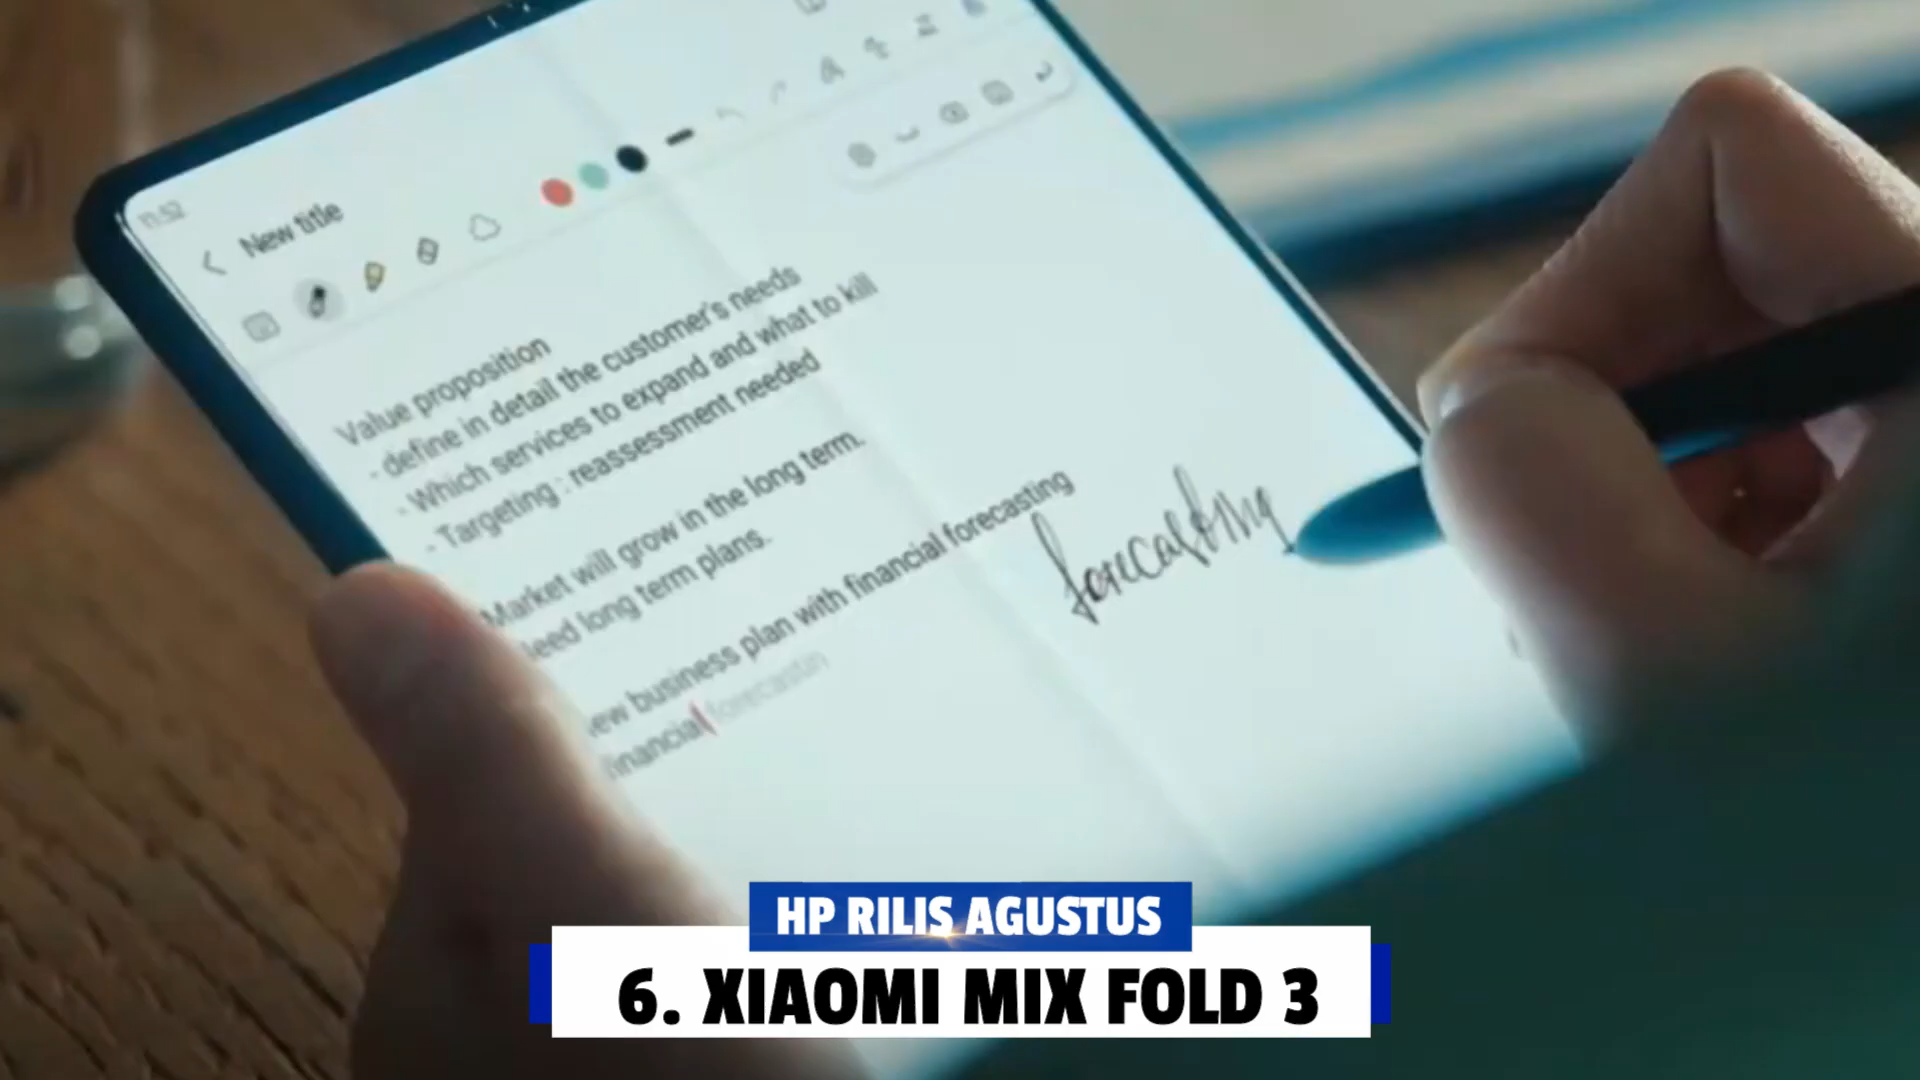 11:52
New title
Value proposition
- define in detail the customer's needs
- Which services to expand and what to kill
- Targeting : reassessment needed
Market will grow in the long term.
need long term plans.
ew business plan with financial forecasting
financial forecastin
forecasting
HP RILIS AGUSTUS
6. XIAOMI MIX FOLD 3